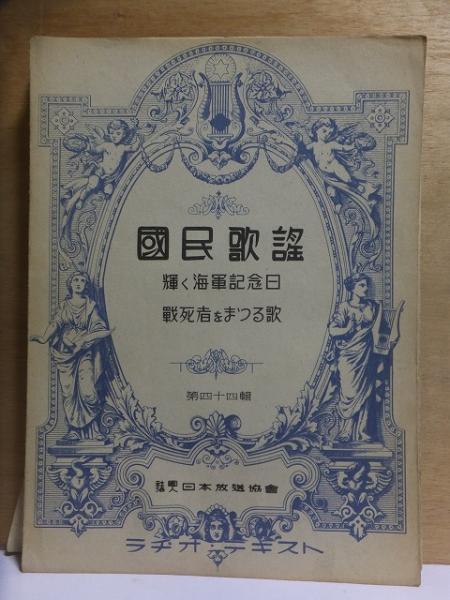 國民歌謠
輝く海軍記念日
戰死者をまつる歌
第四十四輯
社團法人 日本放送協會
ラヂオ・テキスト